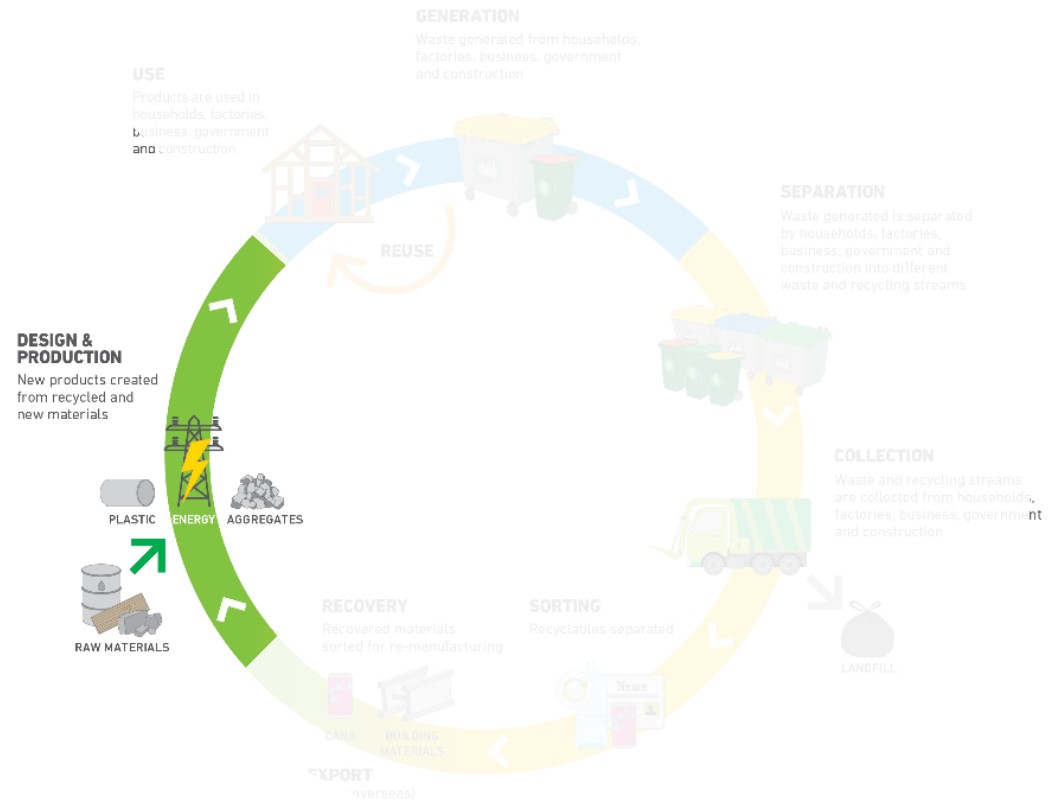 GENERATION
Waste generated from households,
factories, business, government
and construction
USE
Products are used in
households, factories,
business, government
and construction
SEPARATION
Waste generated is separated
by households, factories,
business, government and
construction into different
waste and recycling streams
REUSE
DESIGN &
PRODUCTION
New products created
from recycled and
new materials
COLLECTION
Waste and recycling streams
are collected from households,
factories, business, government
and construction
PLASTIC
ENERGY
AGGREGATES
RAW MATERIALS
RECOVERY
Recovered materials
sorted for re-manufacturing
SORTING
Recyclables separated
LANDFILL
News
CANS
BUILDING
MATERIALS
EXPORT
overseas)